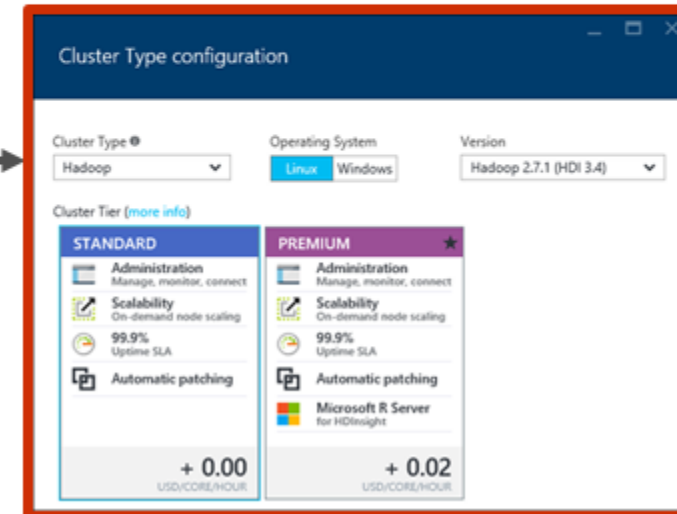 Cluster Type configuration
Cluster Type
Operating System
Version
Hadoop
Linux
Windows
Hadoop 2.7.1 (HDI 3.4)
Cluster Tier (more info)
STANDARD
Administration
Manage, monitor, connect
Scalability
On-demand node scaling
99.9%
Uptime SLA
Automatic patching
+ 0.00
USD/CORE/HOUR
PREMIUM
Administration
Manage, monitor, connect
Scalability
On-demand node scaling
99.9%
Uptime SLA
Automatic patching
Microsoft R Server
for HDInsight
+ 0.02
USD/CORE/HOUR